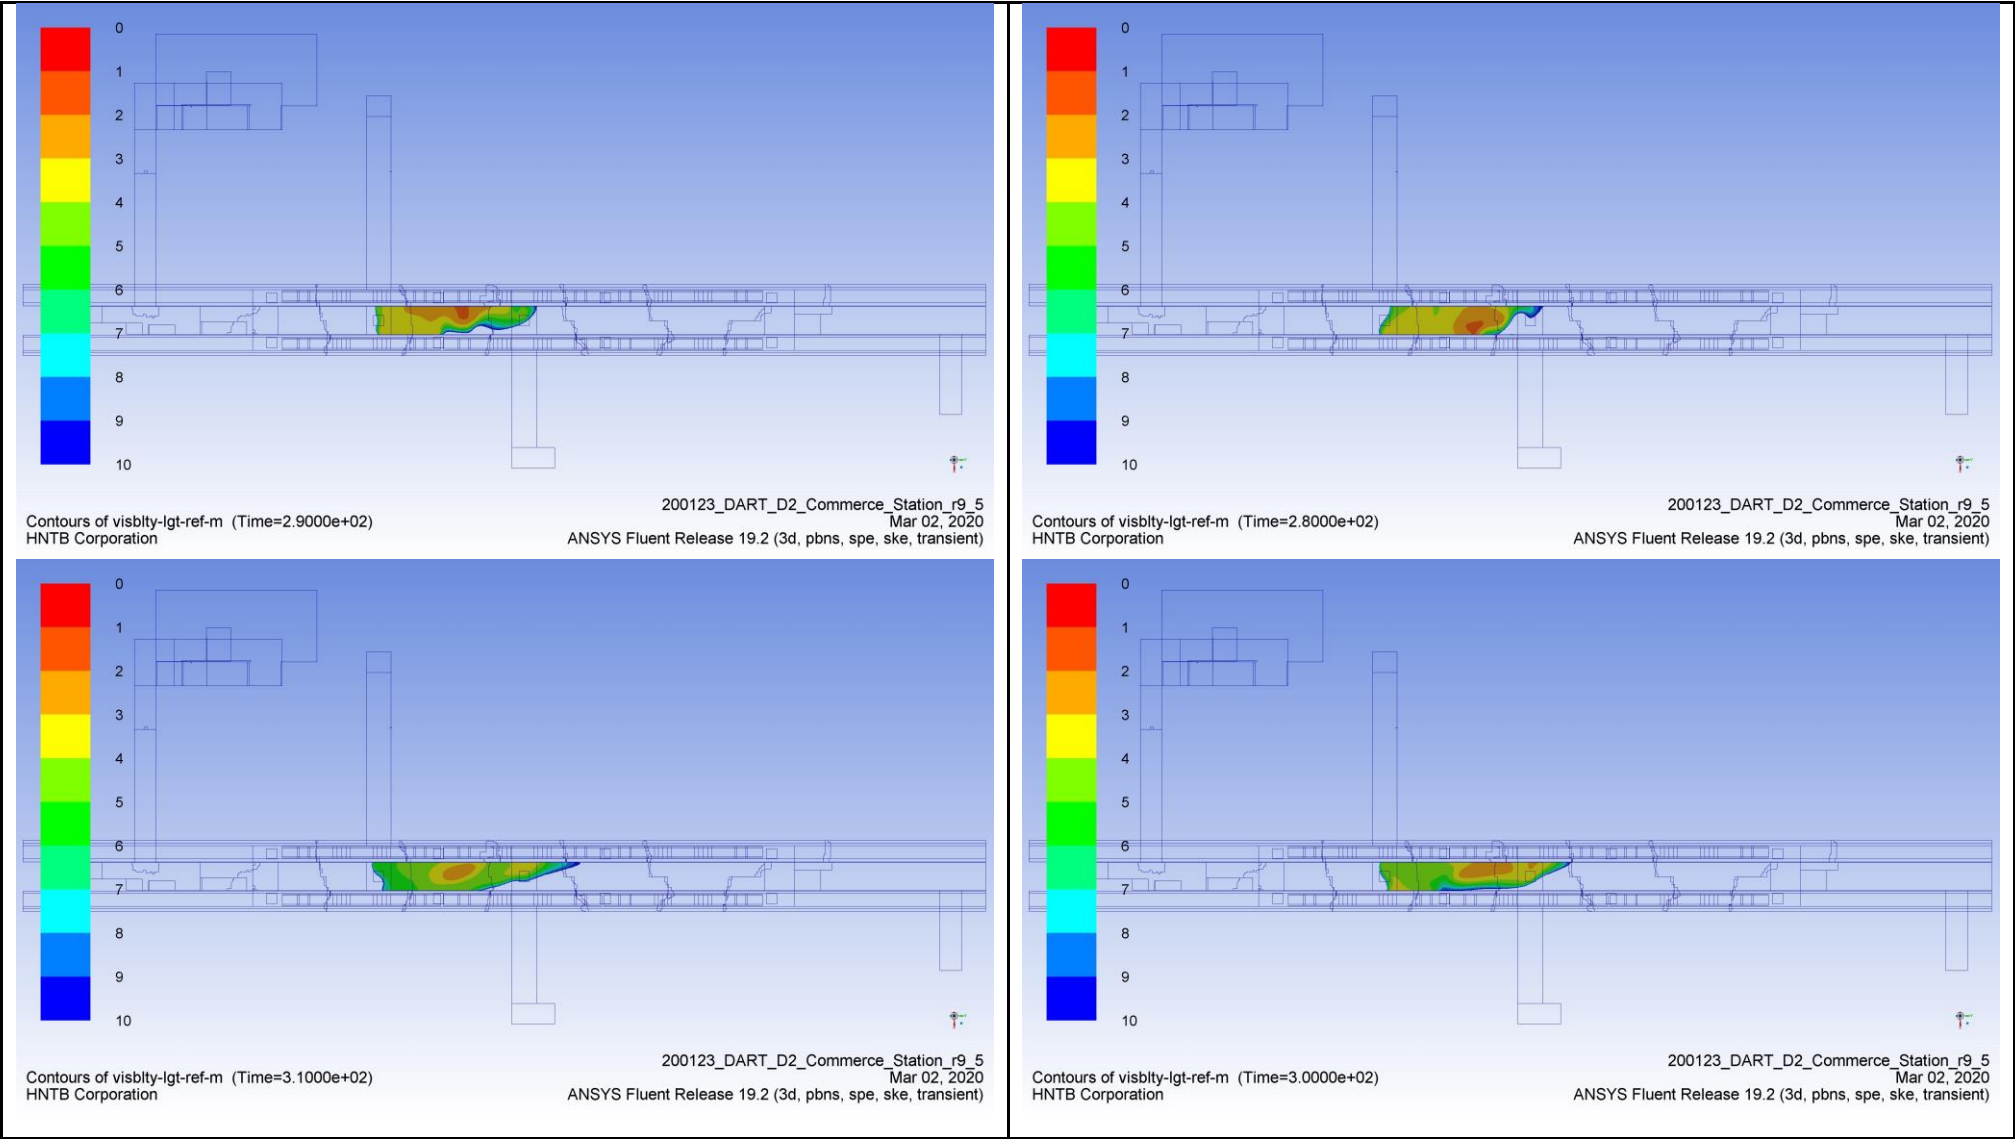 0
1
2
3
4
5
6
7
8
9
10
200123_DART_D2_Commerce_Station_r9_5
Contours of visblty-lgt-ref-m (Time=2.9000e+02)
Mar 02, 2020
HNTB Corporation
ANSYS Fluent Release 19.2 (3d, pbns, spe, ske, transient)
0
1
2
3
4
5
6
7
8
9
10
200123_DART_D2_Commerce_Station_r9_5
Contours of visblty-lgt-ref-m (Time=2.8000e+02)
Mar 02, 2020
HNTB Corporation
ANSYS Fluent Release 19.2 (3d, pbns, spe, ske, transient)
0
1
2
3
4
5
6
7
8
9
10
200123_DART_D2_Commerce_Station_r9_5
Contours of visblty-lgt-ref-m (Time=3.1000e+02)
Mar 02, 2020
HNTB Corporation
ANSYS Fluent Release 19.2 (3d, pbns, spe, ske, transient)
0
1
2
3
4
5
6
7
8
9
10
200123_DART_D2_Commerce_Station_r9_5
Contours of visblty-lgt-ref-m (Time=3.0000e+02)
Mar 02, 2020
HNTB Corporation
ANSYS Fluent Release 19.2 (3d, pbns, spe, ske, transient)